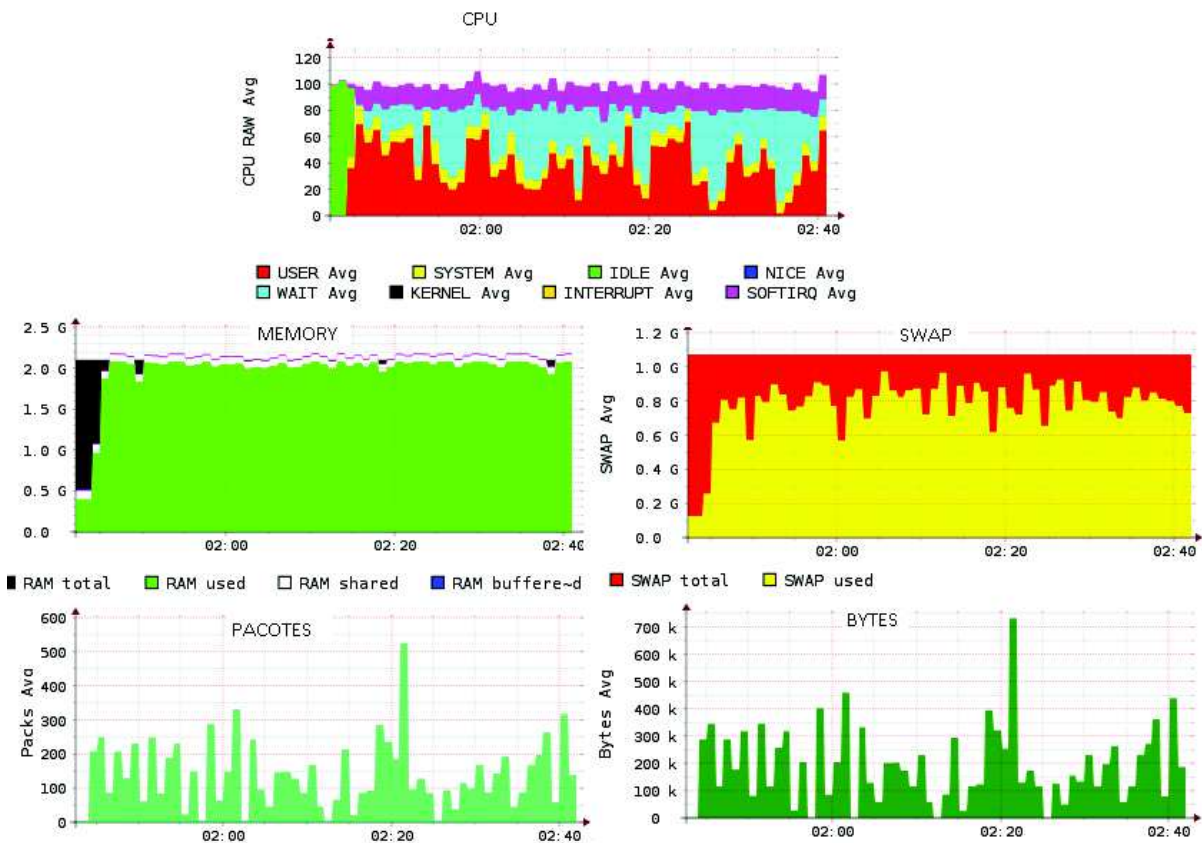 CPU
CPU RAW Avg
120
100
80
60
40
20
0
02:00 02:20 02:40
USER Avg SYSTEM Avg IDLE Avg NICE Avg
WAIT Avg KERNEL Avg INTERRUPT Avg SOFTIRQ Avg
MEMORY
2.5 G
2.0 G
1.5 G
1.0 G
0.5 G
0.0
02:00 02:20 02:40
RAM total RAM used RAM shared RAM buffere~d
SWAP
SWAP Avg
1.2 G
1.0 G
0.8 G
0.6 G
0.4 G
0.2 G
0.0
02:00 02:20 02:40
SWAP total SWAP used
PACOTES
Packs Avg
600
500
400
300
200
100
0
02:00 02:20 02:40
BYTES
Bytes Avg
700 k
600 k
500 k
400 k
300 k
200 k
100 k
0
02:00 02:20 02:40